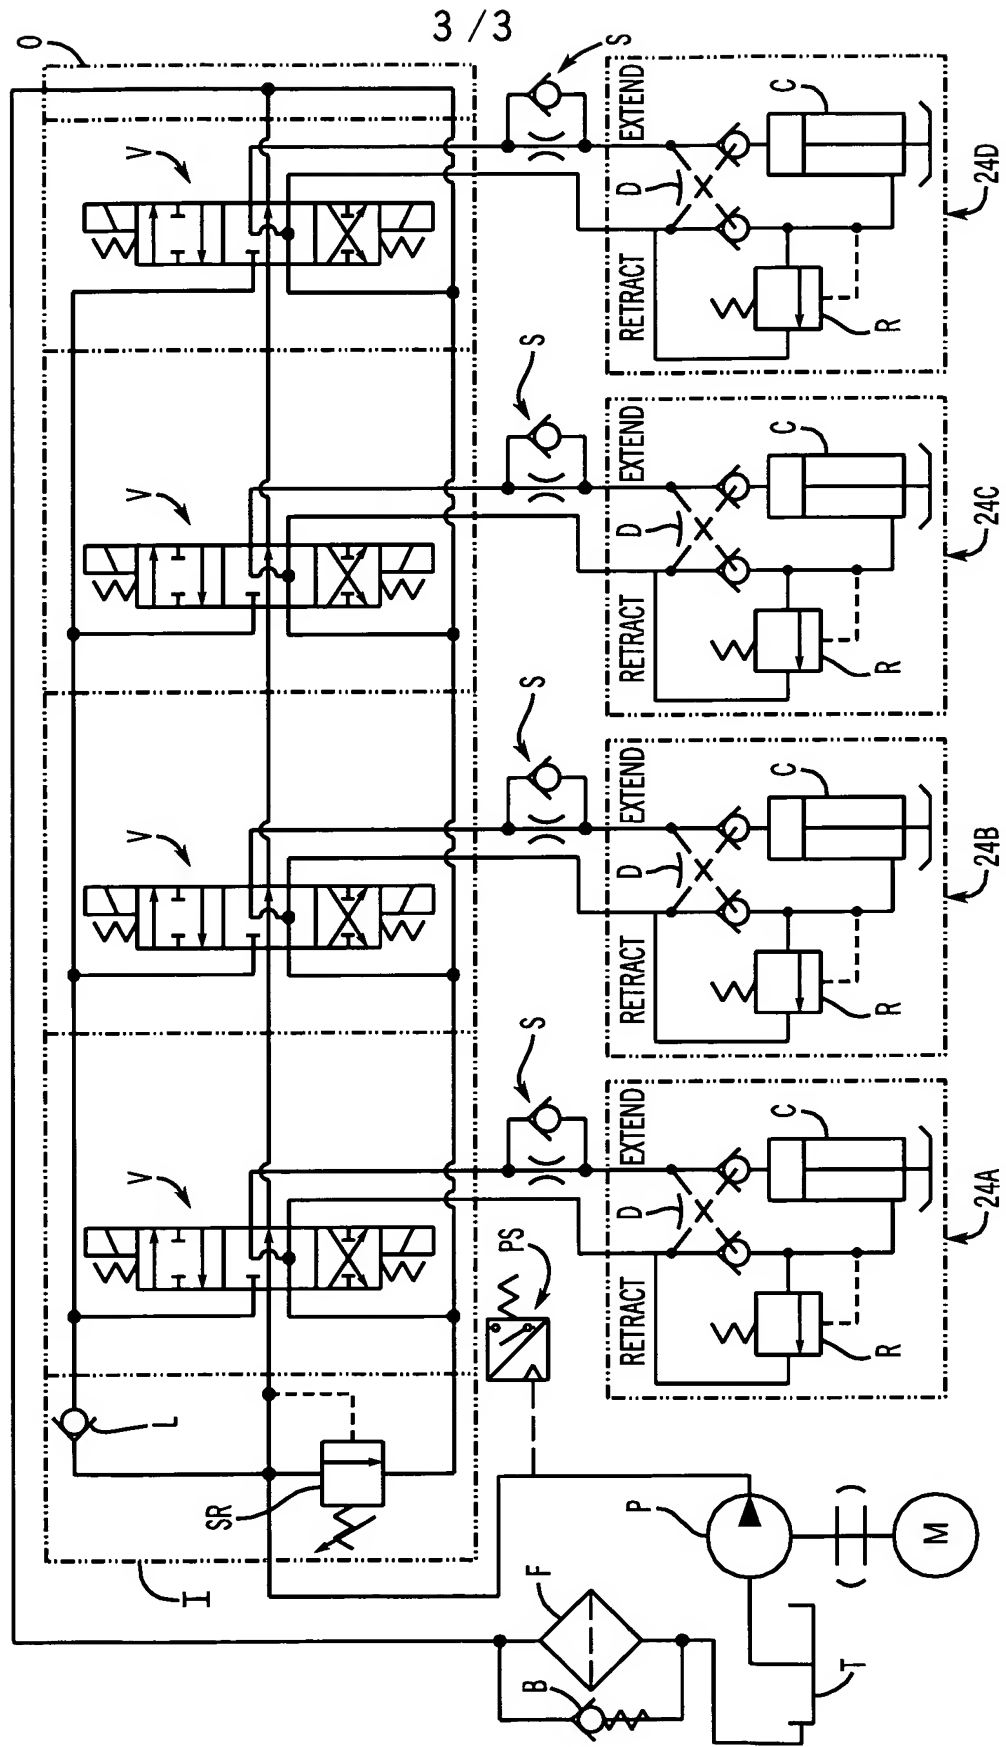 3/3
O
V
V
V
V
S
S
S
S
L
SR
I
PS
EXTEND
D
RETRACT
C
R
24D
EXTEND
D
RETRACT
C
R
24C
EXTEND
D
RETRACT
C
R
24B
EXTEND
D
RETRACT
C
R
24A
P
F
B
M
T